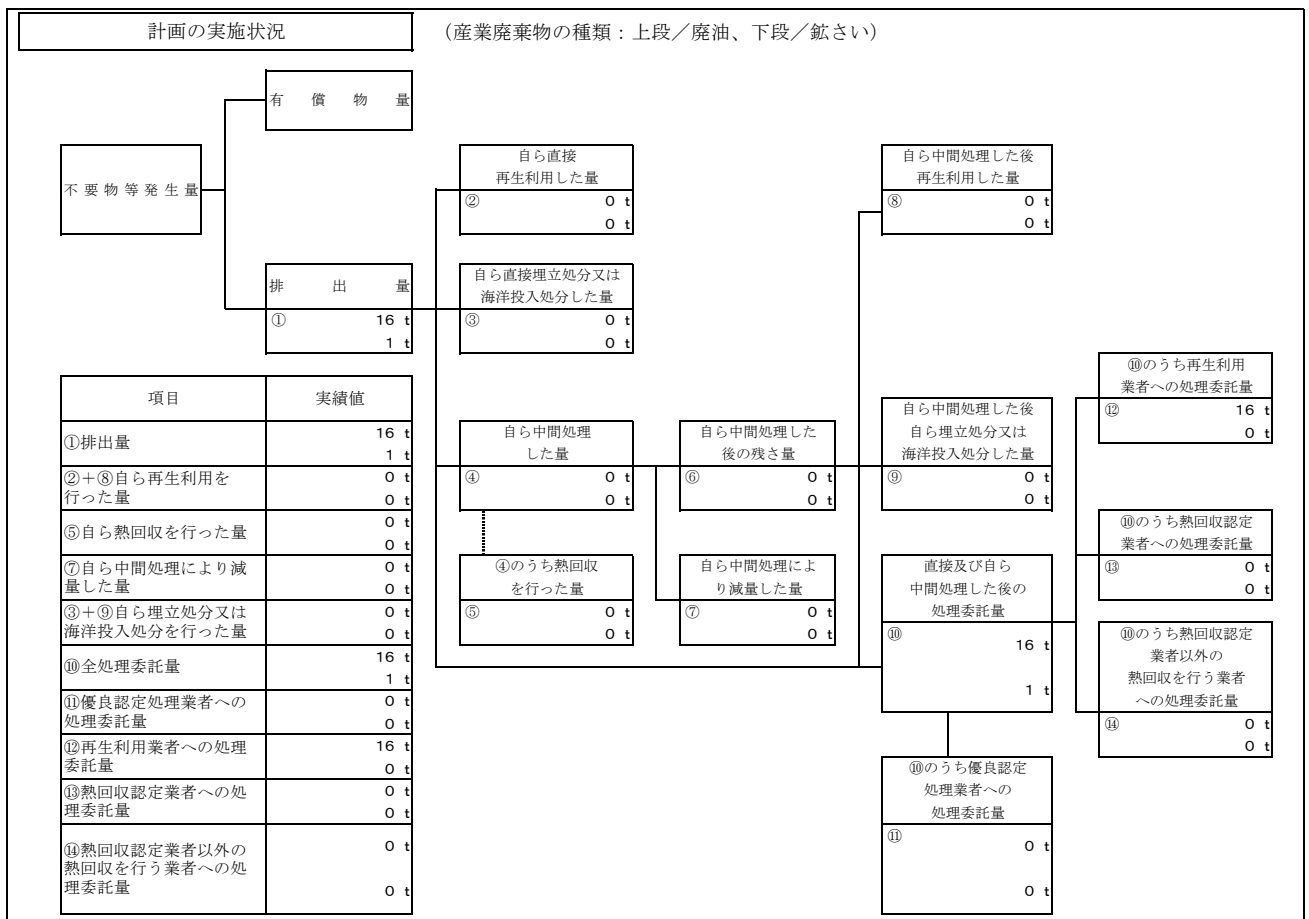 計画の実施状況
(産業廃棄物の種類:上段/廃油、下段/鉱さい)
有償物量
不要物等発生量
自ら直接
再生利用した量
② 0 t
0 t
自ら中間処理した後
再生利用した量
⑧ 0 t
0 t
排出量
① 16 t
1 t
自ら直接埋立処分又は
海洋投入処分した量
③ 0 t
0 t
項目 実績値
①排出量
16 t
1 t
②+⑧自ら再生利用を
行った量
0 t
0 t
⑤自ら熱回収を行った量
0 t
0 t
⑦自ら中間処理により減
量した量
0 t
0 t
③+⑨自ら埋立処分又は
海洋投入処分を行った量
0 t
0 t
⑩全処理委託量
16 t
1 t
⑪優良認定処理業者への
処理委託量
0 t
0 t
⑫再生利用業者への処理
委託量
16 t
0 t
⑬熱回収認定業者への処
理委託量
0 t
0 t
⑭熱回収認定業者以外の
熱回収を行う業者への処
理委託量
0 t
0 t
自ら中間処理
した量
④ 0 t
0 t
④のうち熱回収
を行った量
⑤ 0 t
0 t
自ら中間処理した
後の残さ量
⑥ 0 t
0 t
自ら中間処理によ
り減量した量
⑦ 0 t
0 t
自ら中間処理した後
自ら埋立処分又は
海洋投入処分した量
⑨ 0 t
0 t
直接及び自ら
中間処理した後の
処理委託量
⑩
16 t
1 t
⑩のうち優良認定
処理業者への
処理委託量
⑪
0 t
0 t
⑩のうち再生利用
業者への処理委託量
⑫ 16 t
0 t
⑩のうち熱回収認定
業者への処理委託量
⑬ 0 t
0 t
⑩のうち熱回収認定
業者以外の
熱回収を行う業者
への処理委託量
⑭ 0 t
0 t